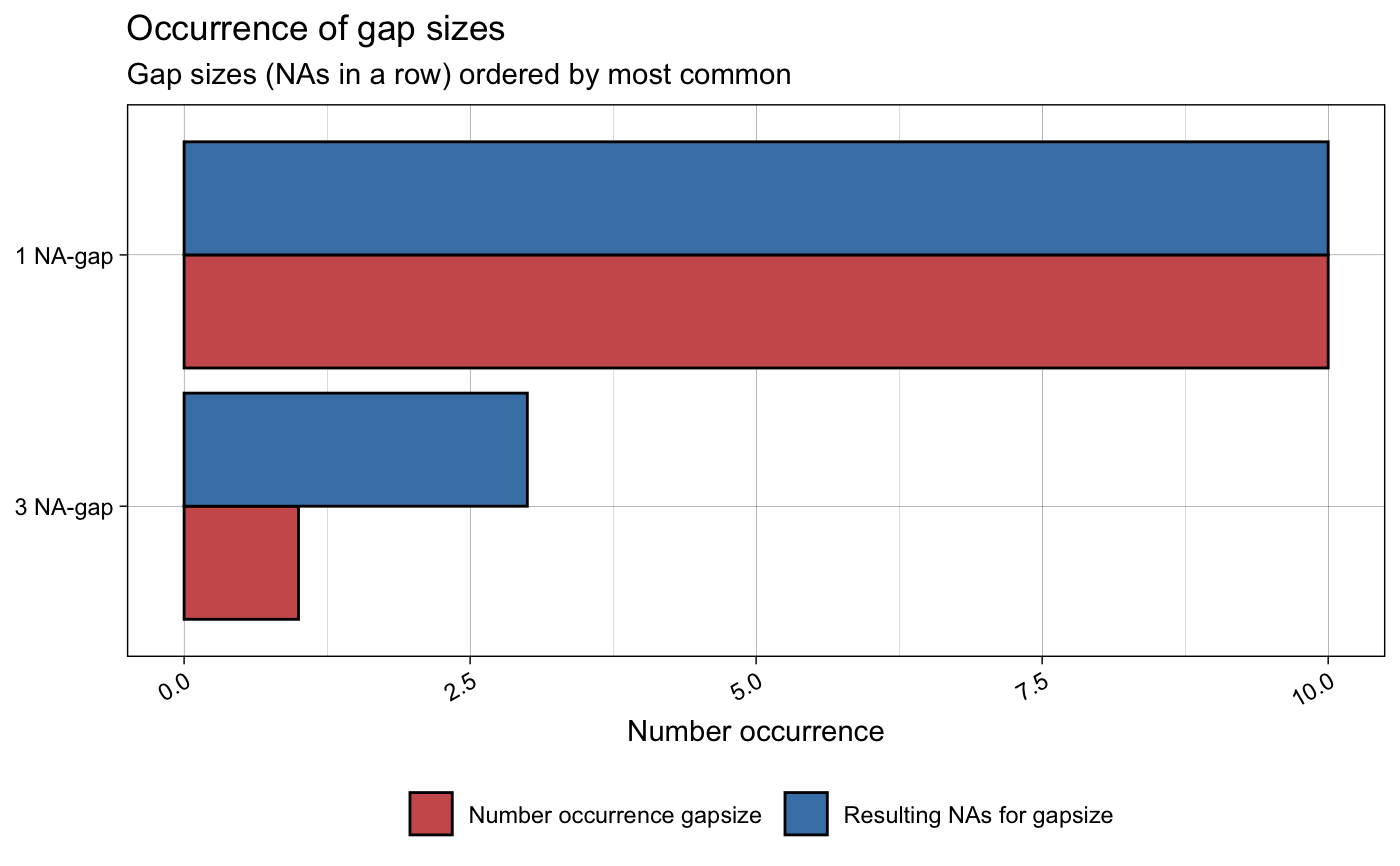 Occurrence of gap sizes
Gap sizes (NAs in a row) ordered by most common
1 NA-gap
3 NA-gap
0.0 2.5 5.0 7.5 10.0
Number occurrence
Number occurrence gapsize Resulting NAs for gapsize